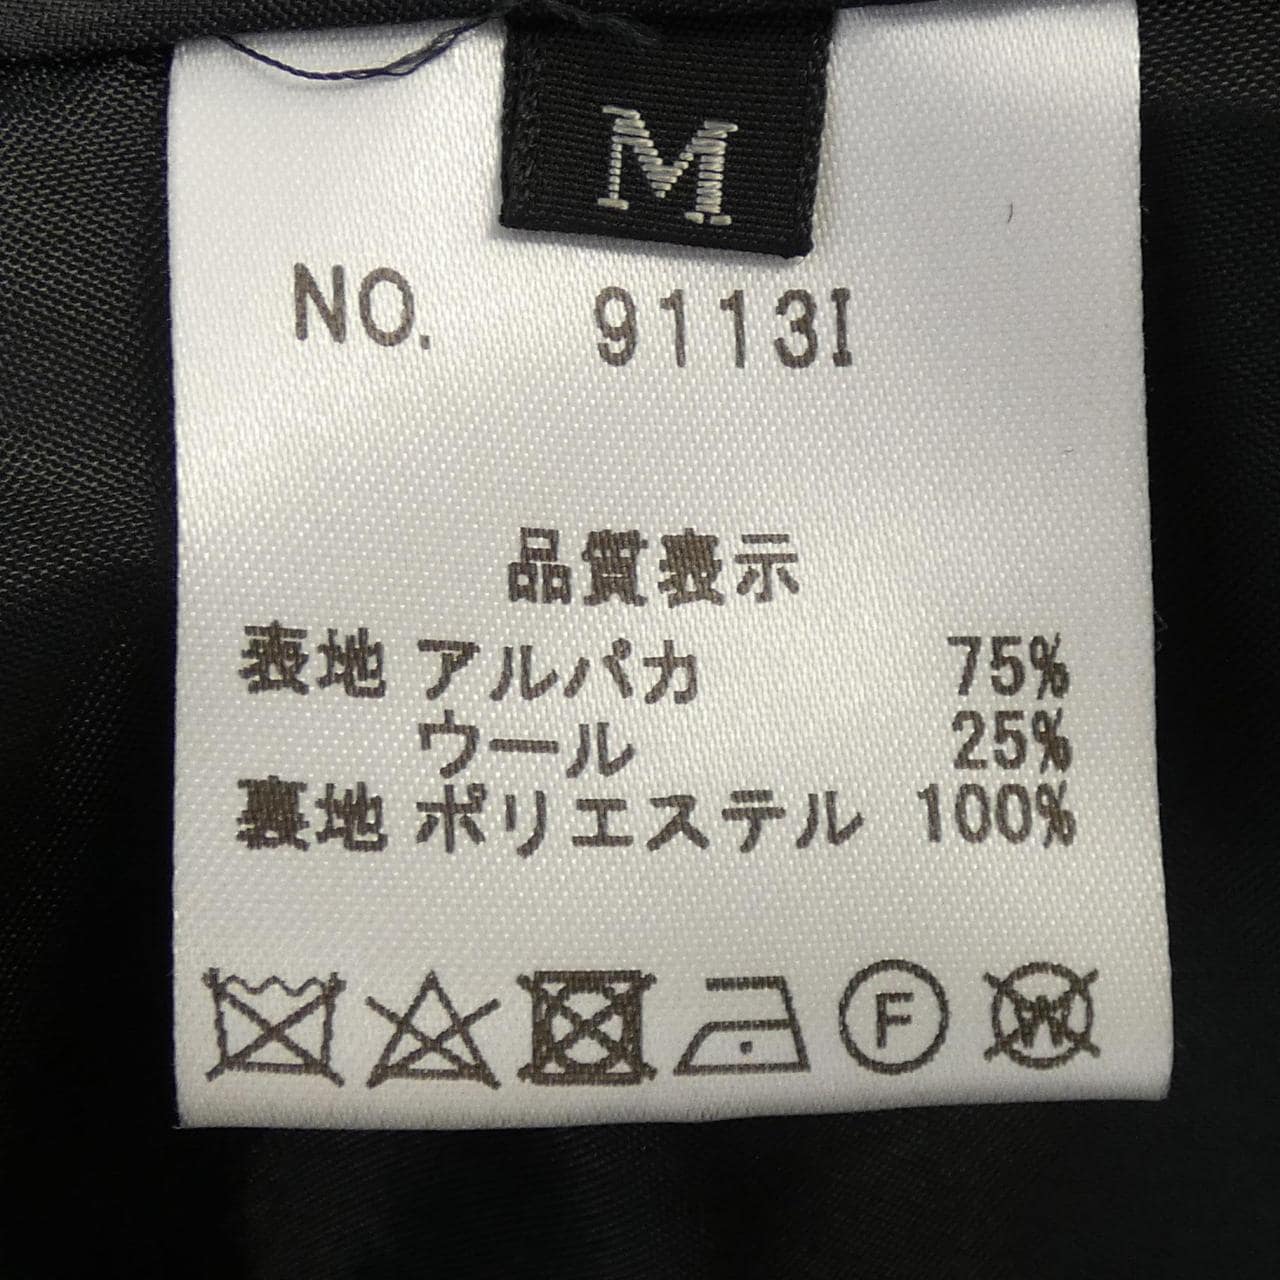 M
NO. 9113I
品質表示
表地 アルパカ 75%
ウール 25%
裏地 ポリエステル 100%
F W